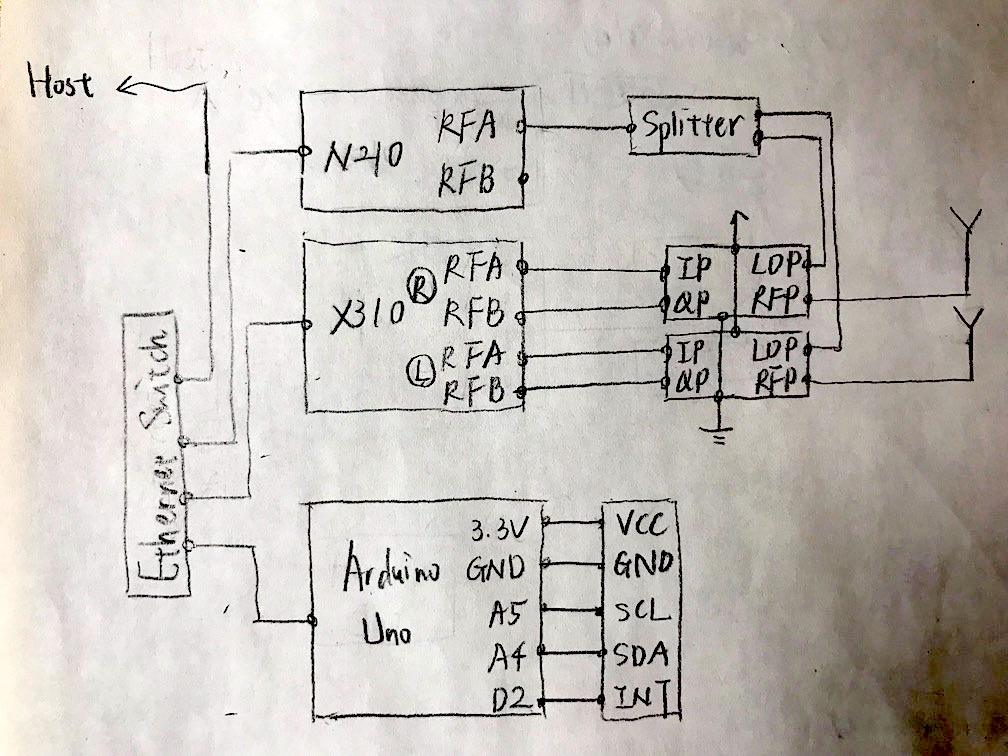 Host
N210
RFA
RFB
Splitter
X310
R
RFA
RFB
L
RFA
RFB
IP
LOP
QP
RFP
IP
LOP
QP
RFP
Ethernet Switch
Arduino
Uno
3.3V
GND
A5
A4
D2
VCC
GND
SCL
SDA
INT